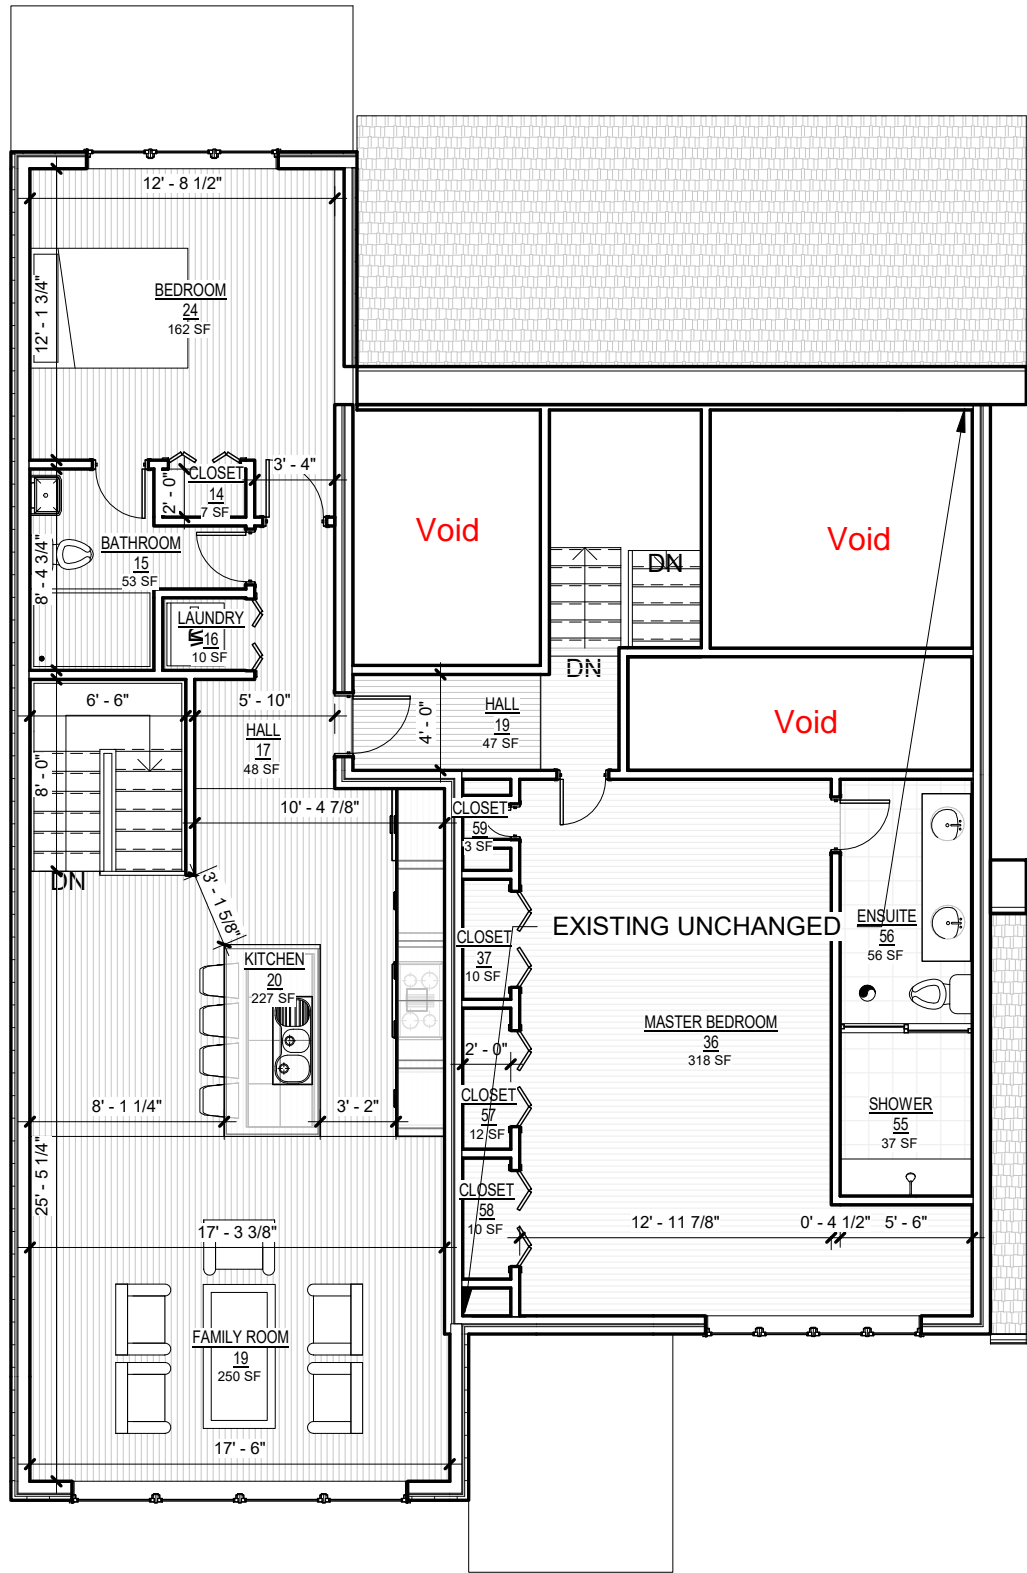 12' - 8 1/2"
12' - 1 3/4"
BEDROOM
24
162 SF
3' - 4"
CLOSET
14
7 SF
2' - 0"
BATHROOM
15
53 SF
8' - 4 3/4"
LAUNDRY
16
10 SF
Void
DN
Void
DN
6' - 6"
5' - 10"
HALL
17
48 SF
4' - 0"
HALL
19
47 SF
Void
8' - 0"
DN
10' - 4 7/8"
3' - 1 5/8"
CLOSET
59
3 SF
CLOSET
37
10 SF
EXISTING UNCHANGED
ENSUITE
56
56 SF
KITCHEN
20
227 SF
MASTER BEDROOM
36
318 SF
2' - 0"
CLOSET
57
12 SF
8' - 1 1/4"
3' - 2"
SHOWER
55
37 SF
25' - 5 1/4"
CLOSET
58
10 SF
17' - 3 3/8"
12' - 11 7/8"
0' - 4 1/2"
5' - 6"
FAMILY ROOM
19
250 SF
17' - 6"